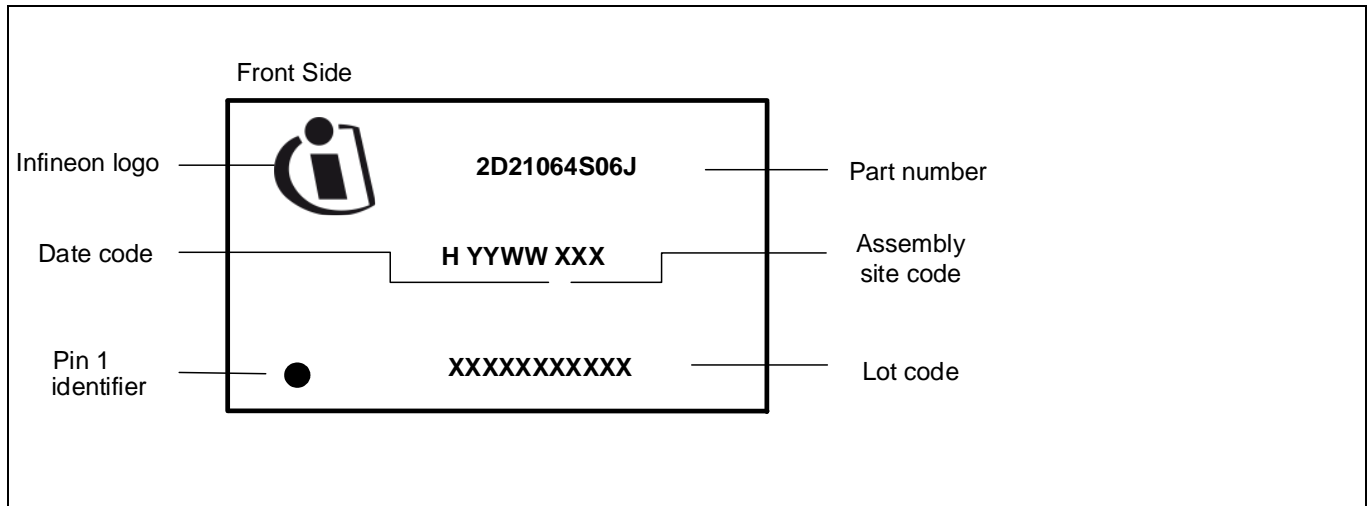 Front Side
Infineon logo
2D21064S06J
Part number
Date code
H YYWW XXX
Assembly
site code
Pin 1
identifier
XXXXXXXXXXX
Lot code